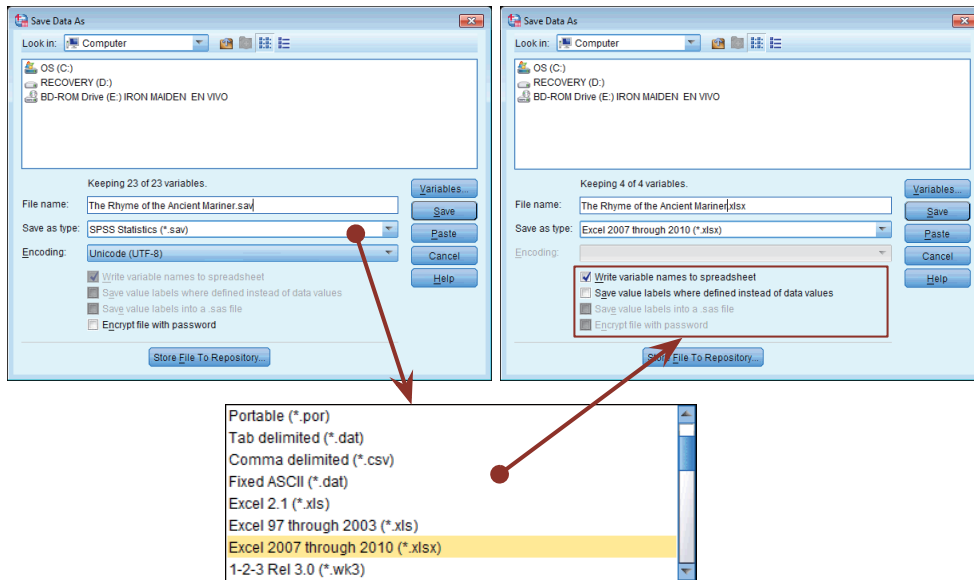 Save Data As
Look in: Computer
OS (C:)
RECOVERY (D:)
BD-ROM Drive (E:) IRON MAIDEN EN VIVO
Keeping 23 of 23 variables.
Variables...
File name: The Rhyme of the Ancient Mariner.sav
Save
Save as type: SPSS Statistics (*.sav)
Paste
Encoding: Unicode (UTF-8)
Cancel
Write variable names to spreadsheet
Help
Save value labels where defined instead of data values
Save value labels into a .sas file
Encrypt file with password
Store File To Repository...
Save Data As
Look in: Computer
OS (C:)
RECOVERY (D:)
BD-ROM Drive (E:) IRON MAIDEN EN VIVO
Keeping 4 of 4 variables.
Variables...
File name: The Rhyme of the Ancient Mariner.xlsx
Save
Save as type: Excel 2007 through 2010 (*.xlsx)
Paste
Encoding:
Cancel
Write variable names to spreadsheet
Help
Save value labels where defined instead of data values
Save value labels into a .sas file
Encrypt file with password
Store File To Repository...
Portable (*.por)
Tab delimited (*.dat)
Comma delimited (*.csv)
Fixed ASCII (*.dat)
Excel 2.1 (*.xls)
Excel 97 through 2003 (*.xls)
Excel 2007 through 2010 (*.xlsx)
1-2-3 Rel 3.0 (*.wk3)